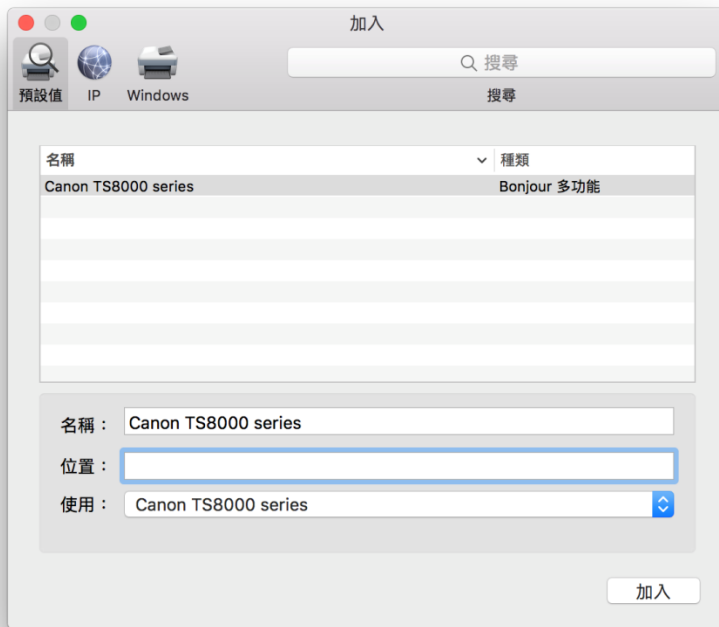 加入
搜尋
預設值 IP Windows 搜尋
名稱 種類
Canon TS8000 series Bonjour 多功能
名稱： Canon TS8000 series
位置：
使用： Canon TS8000 series
加入